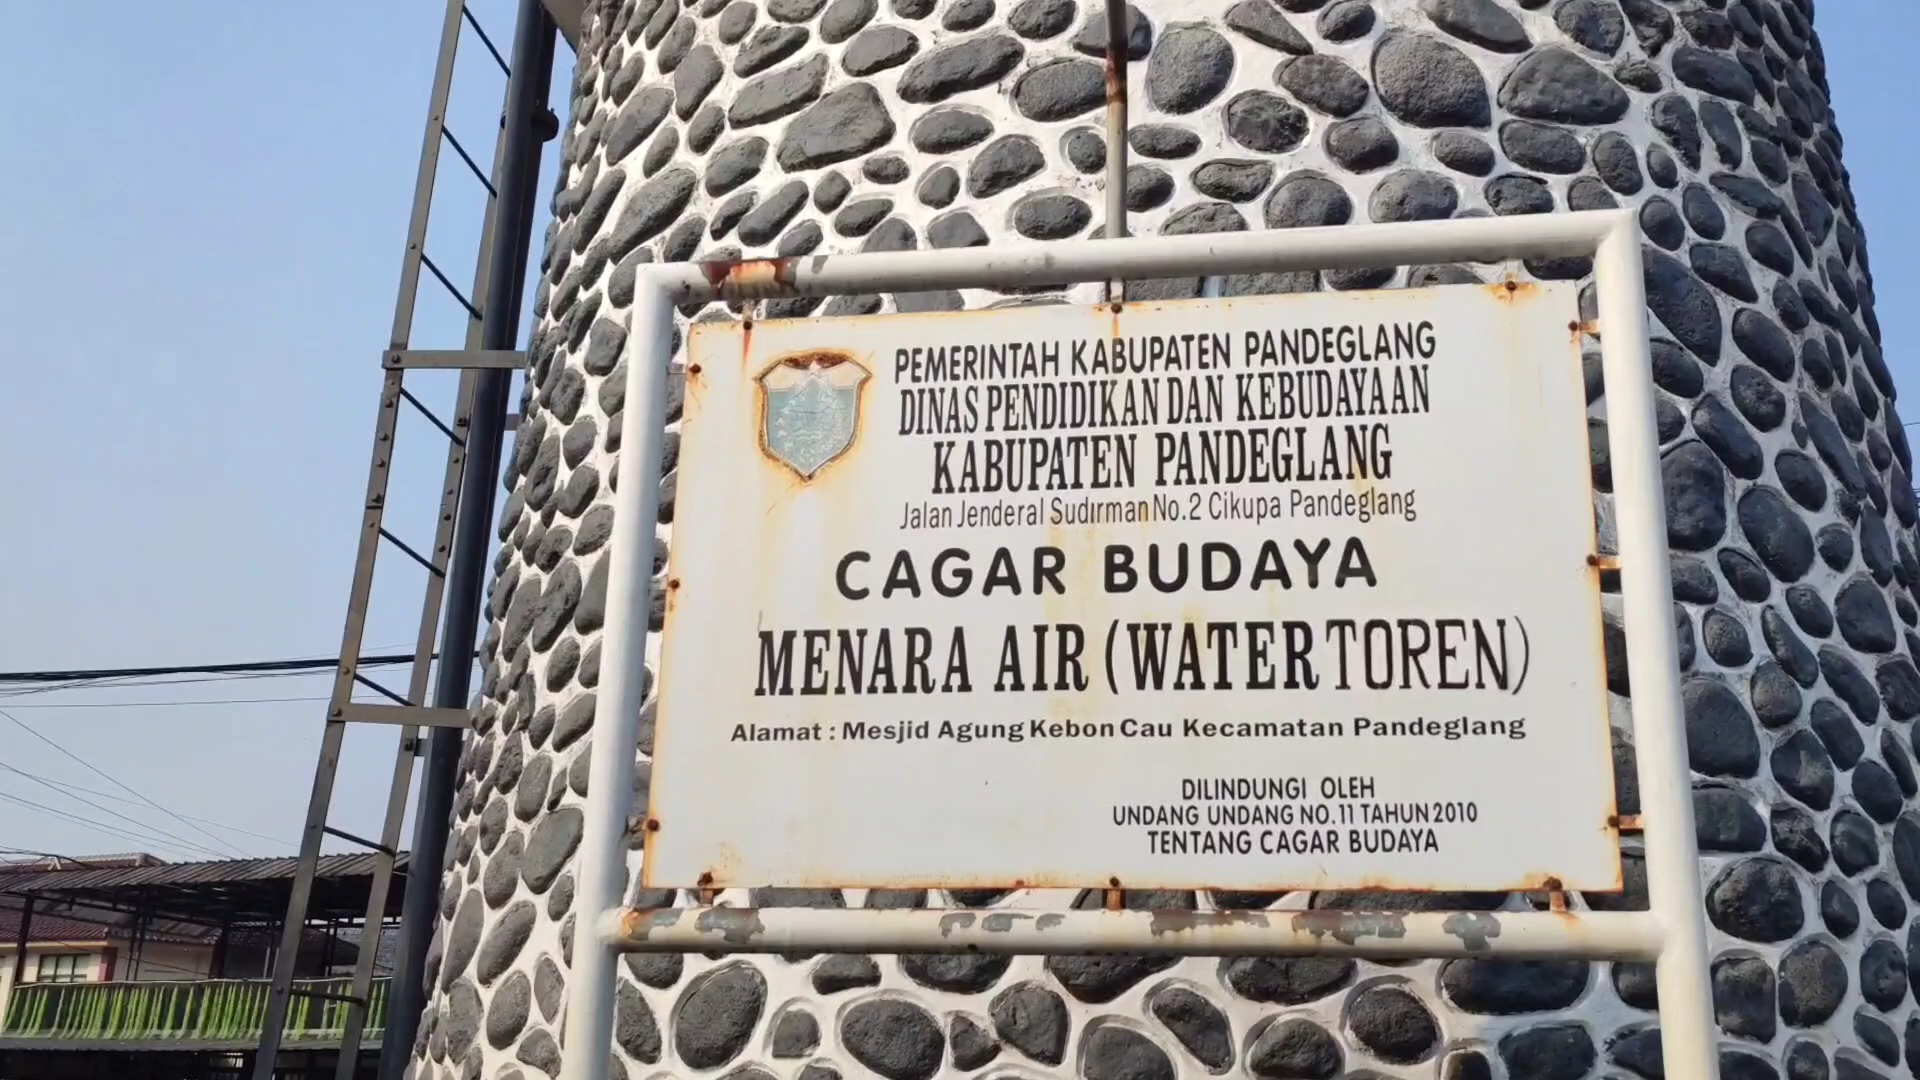 PEMERINTAH KABUPATEN PANDEGLANG
DINAS PENDIDIKAN DAN KEBUDAYAAN
KABUPATEN PANDEGLANG
Jalan Jenderal Sudirman No.2 Cikupa Pandeglang
CAGAR BUDAYA
MENARA AIR (WATER TOREN)
Alamat : Mesjid Agung Kebon Cau Kecamatan Pandeglang
DILINDUNGI OLEH
UNDANG UNDANG NO.11 TAHUN 2010
TENTANG CAGAR BUDAYA